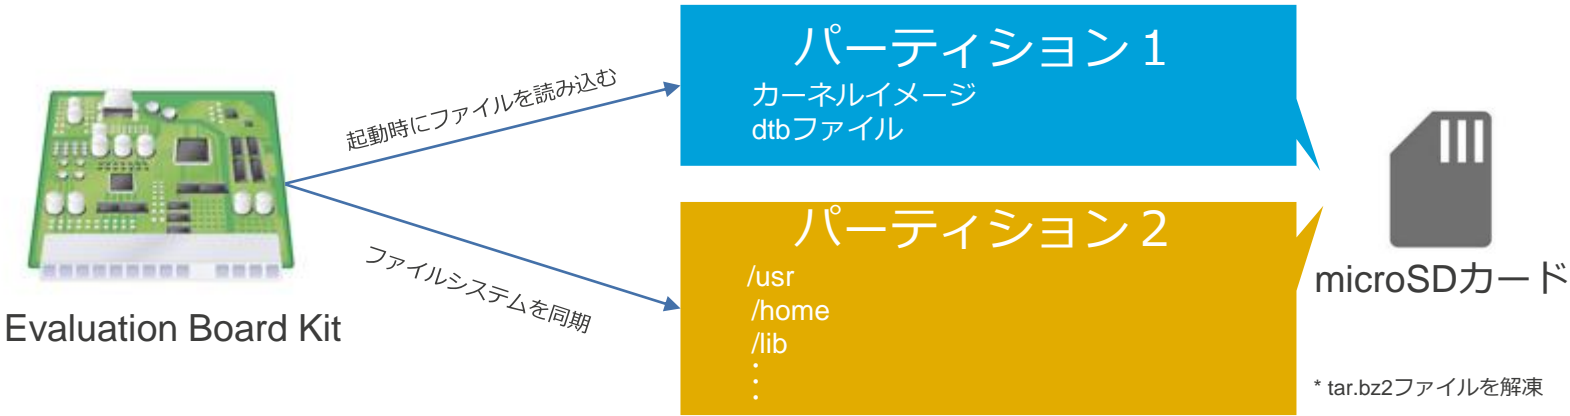 パーティション1
カーネルイメージ
dtbファイル
起動時にファイルを読み込む
パーティション2
/usr
/home
/lib
:
:
ファイルシステムを同期
Evaluation Board Kit
microSDカード
* tar.bz2ファイルを解凍